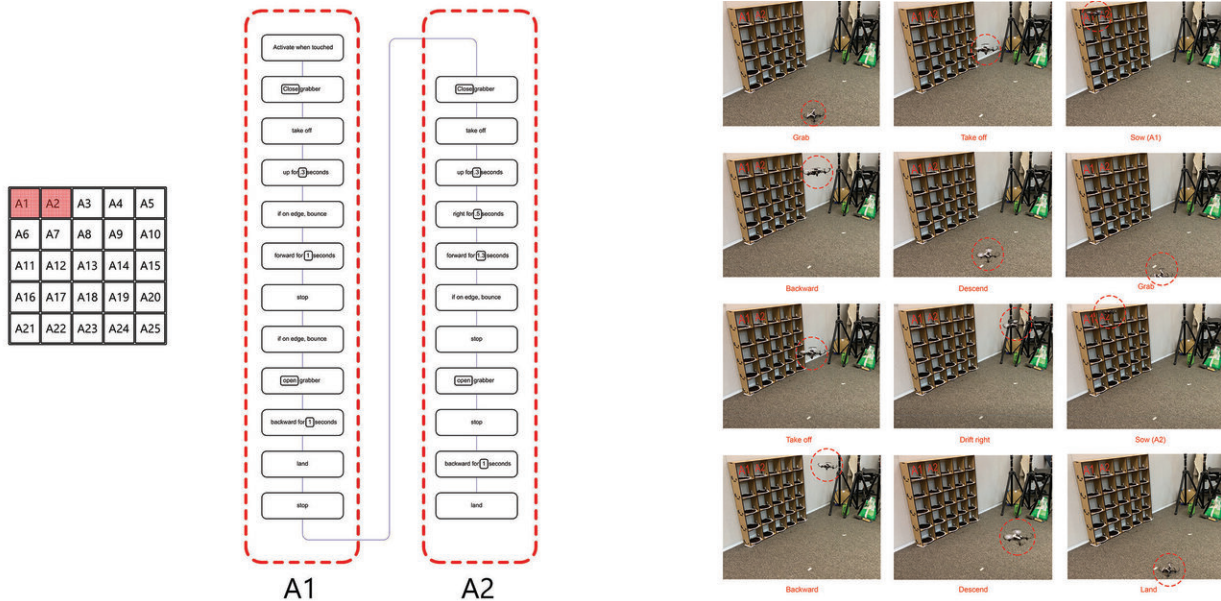 A1 A2 A3 A4 A5
A6 A7 A8 A9 A10
A11 A12 A13 A14 A15
A16 A17 A18 A19 A20
A21 A22 A23 A24 A25
Activate when touched
Close grabber
take off
up for .3 seconds
if on edge, bounce
forward for 1 seconds
stop
if on edge, bounce
open grabber
backward for 1 seconds
land
stop
A1
Close grabber
take off
up for .3 seconds
right for .5 seconds
forward for 1.3 seconds
if on edge, bounce
stop
open grabber
stop
backward for 1 seconds
land
A2
Grab
Take off
Sow (A1)
Backward
Descend
Grab
Take off
Drift right
Sow (A2)
Backward
Descend
Land